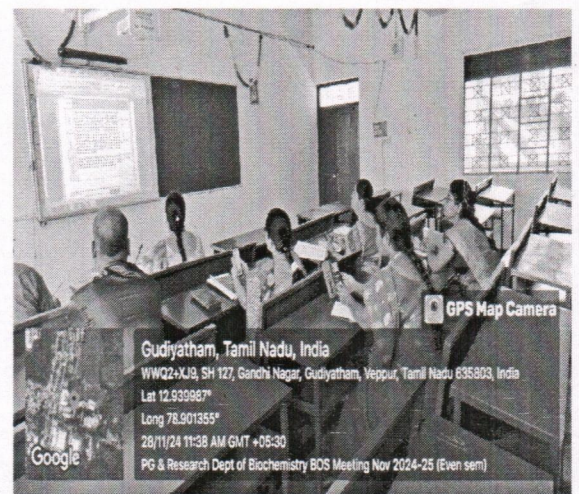 GPS Map Camera
Gudiyatham, Tamil Nadu, India
WWQ2+XJ9, SH 127, Gandhi Nagar, Gudiyatham, Veppur, Tamil Nadu 635803, India
Lat 12.939987°
Long 78.901355°
28/11/24 11:38 AM GMT +05:30
PG & Research Dept of Biochemistry BOS Meeting Nov 2024-25 (Even sem)
Google